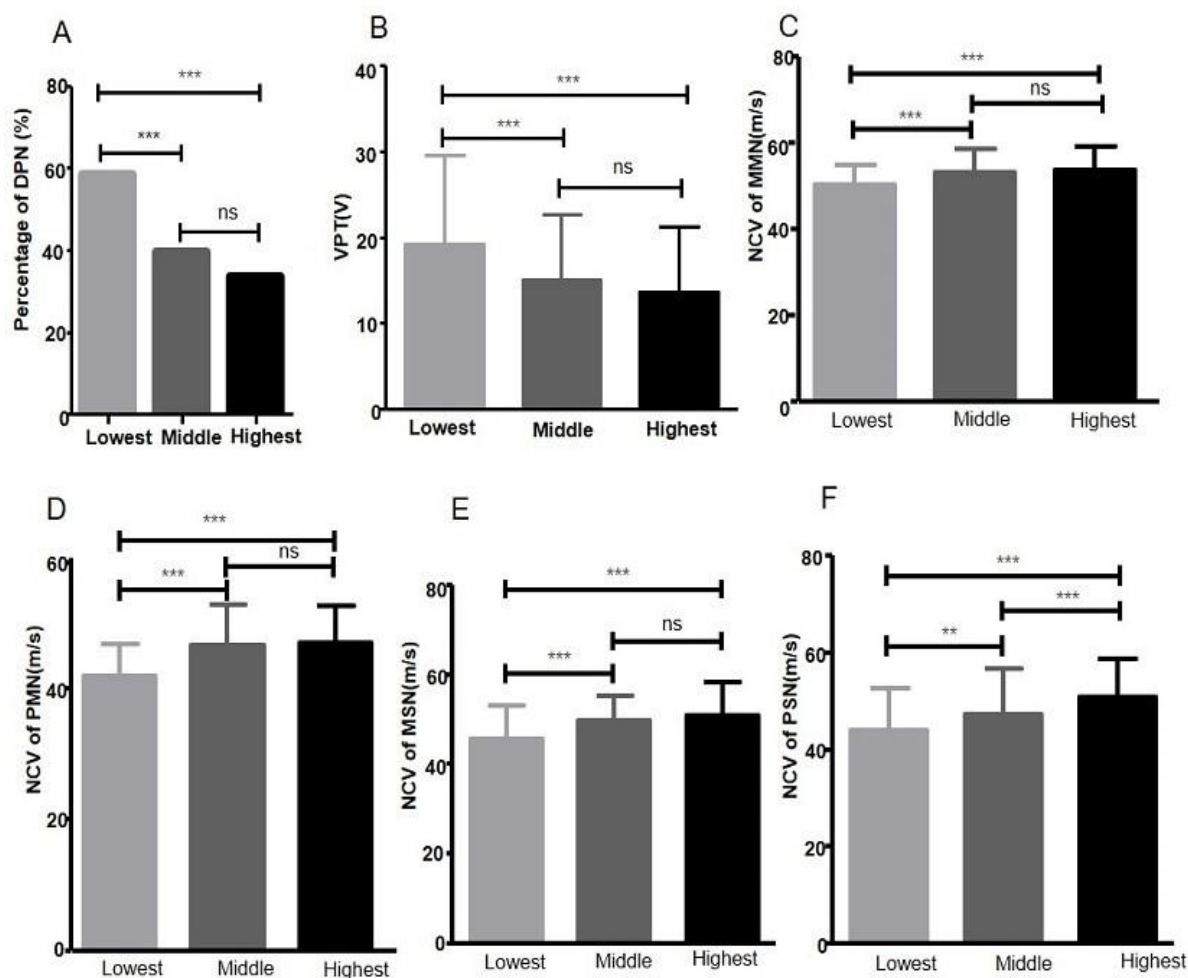 A
Percentage of DPN (%)
80
60
40
20
0
***
***
ns
Lowest Middle Highest
B
VPT(V)
40
30
20
10
0
***
***
ns
Lowest Middle Highest
C
NCV of MMN(m/s)
80
60
40
20
0
***
ns
***
Lowest Middle Highest
D
NCV of PMN(m/s)
60
40
20
0
***
ns
***
Lowest Middle Highest
E
NCV of MSN(m/s)
80
60
40
20
0
***
ns
***
Lowest Middle Highest
F
NCV of PSN(m/s)
80
60
40
20
0
***
***
**
Lowest Middle Highest